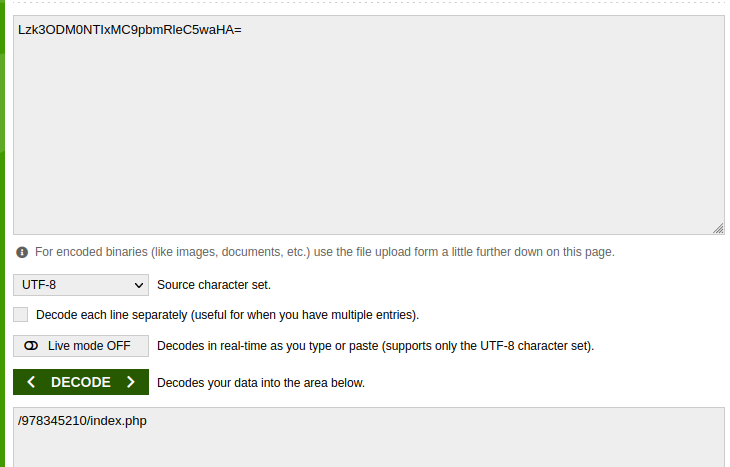 Lzk3ODM0NTIxMC9pbmRleC5waHA=
For encoded binaries (like images, documents, etc.) use the file upload form a little further down on this page.
UTF-8 Source character set.
Decode each line separately (useful for when you have multiple entries).
Live mode OFF Decodes in real-time as you type or paste (supports only the UTF-8 character set).
< DECODE > Decodes your data into the area below.
/978345210/index.php